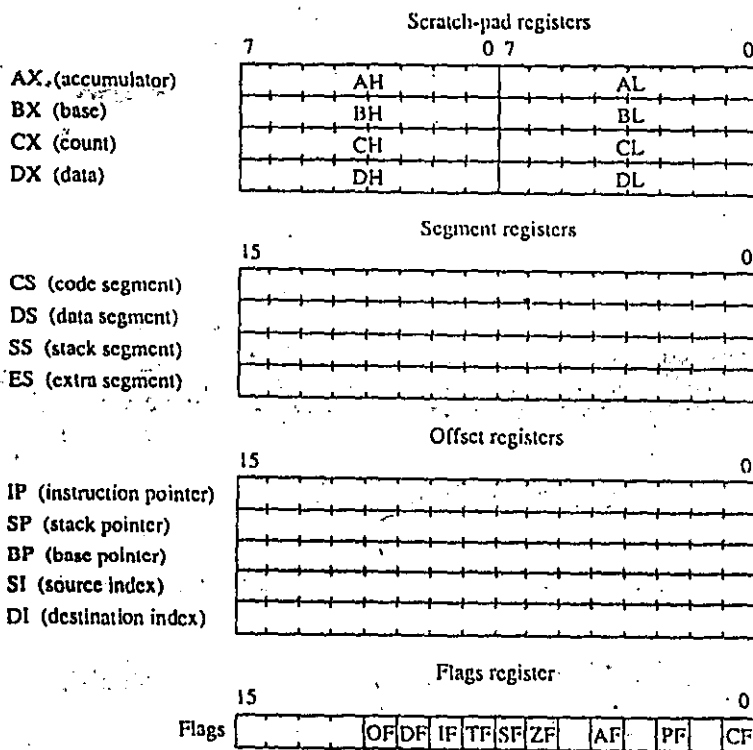 Scratch-pad registers
7 0 7 0
AX (accumulator) AH AL
BX (base) BH BL
CX (count) CH CL
DX (data) DH DL
Segment registers
15 0
CS (code segment)
DS (data segment)
SS (stack segment)
ES (extra segment)
Offset registers
15 0
IP (instruction pointer)
SP (stack pointer)
BP (base pointer)
SI (source index)
DI (destination index)
Flags register
15 0
Flags OF DF IF TF SF ZF AF PF CF